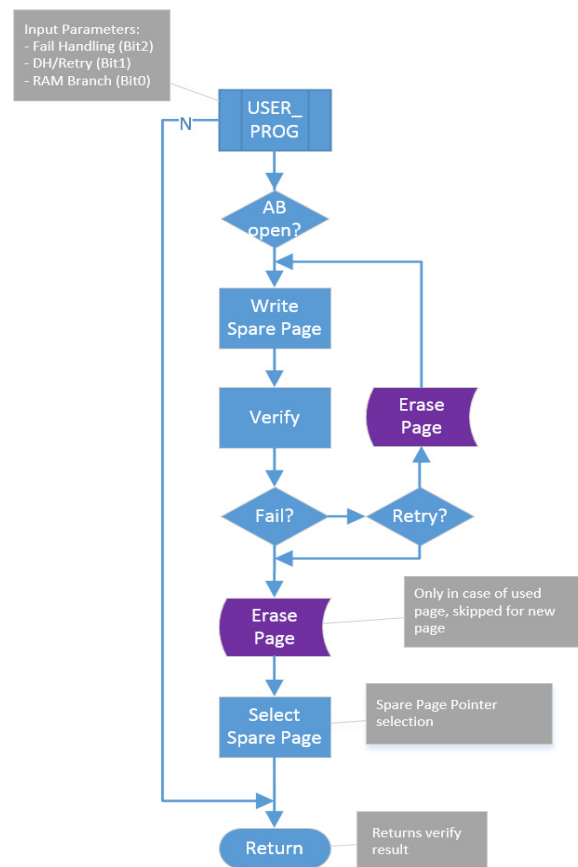 Input Parameters:
- Fail Handling (Bit2)
- DH/Retry (Bit1)
- RAM Branch (Bit0)
USER_
PROG
N
AB
open?
Write
Spare Page
Verify
Erase
Page
Fail?
Retry?
Erase
Page
Only in case of used
page, skipped for new
page
Select
Spare Page
Spare Page Pointer
selection
Return
Returns verify
result